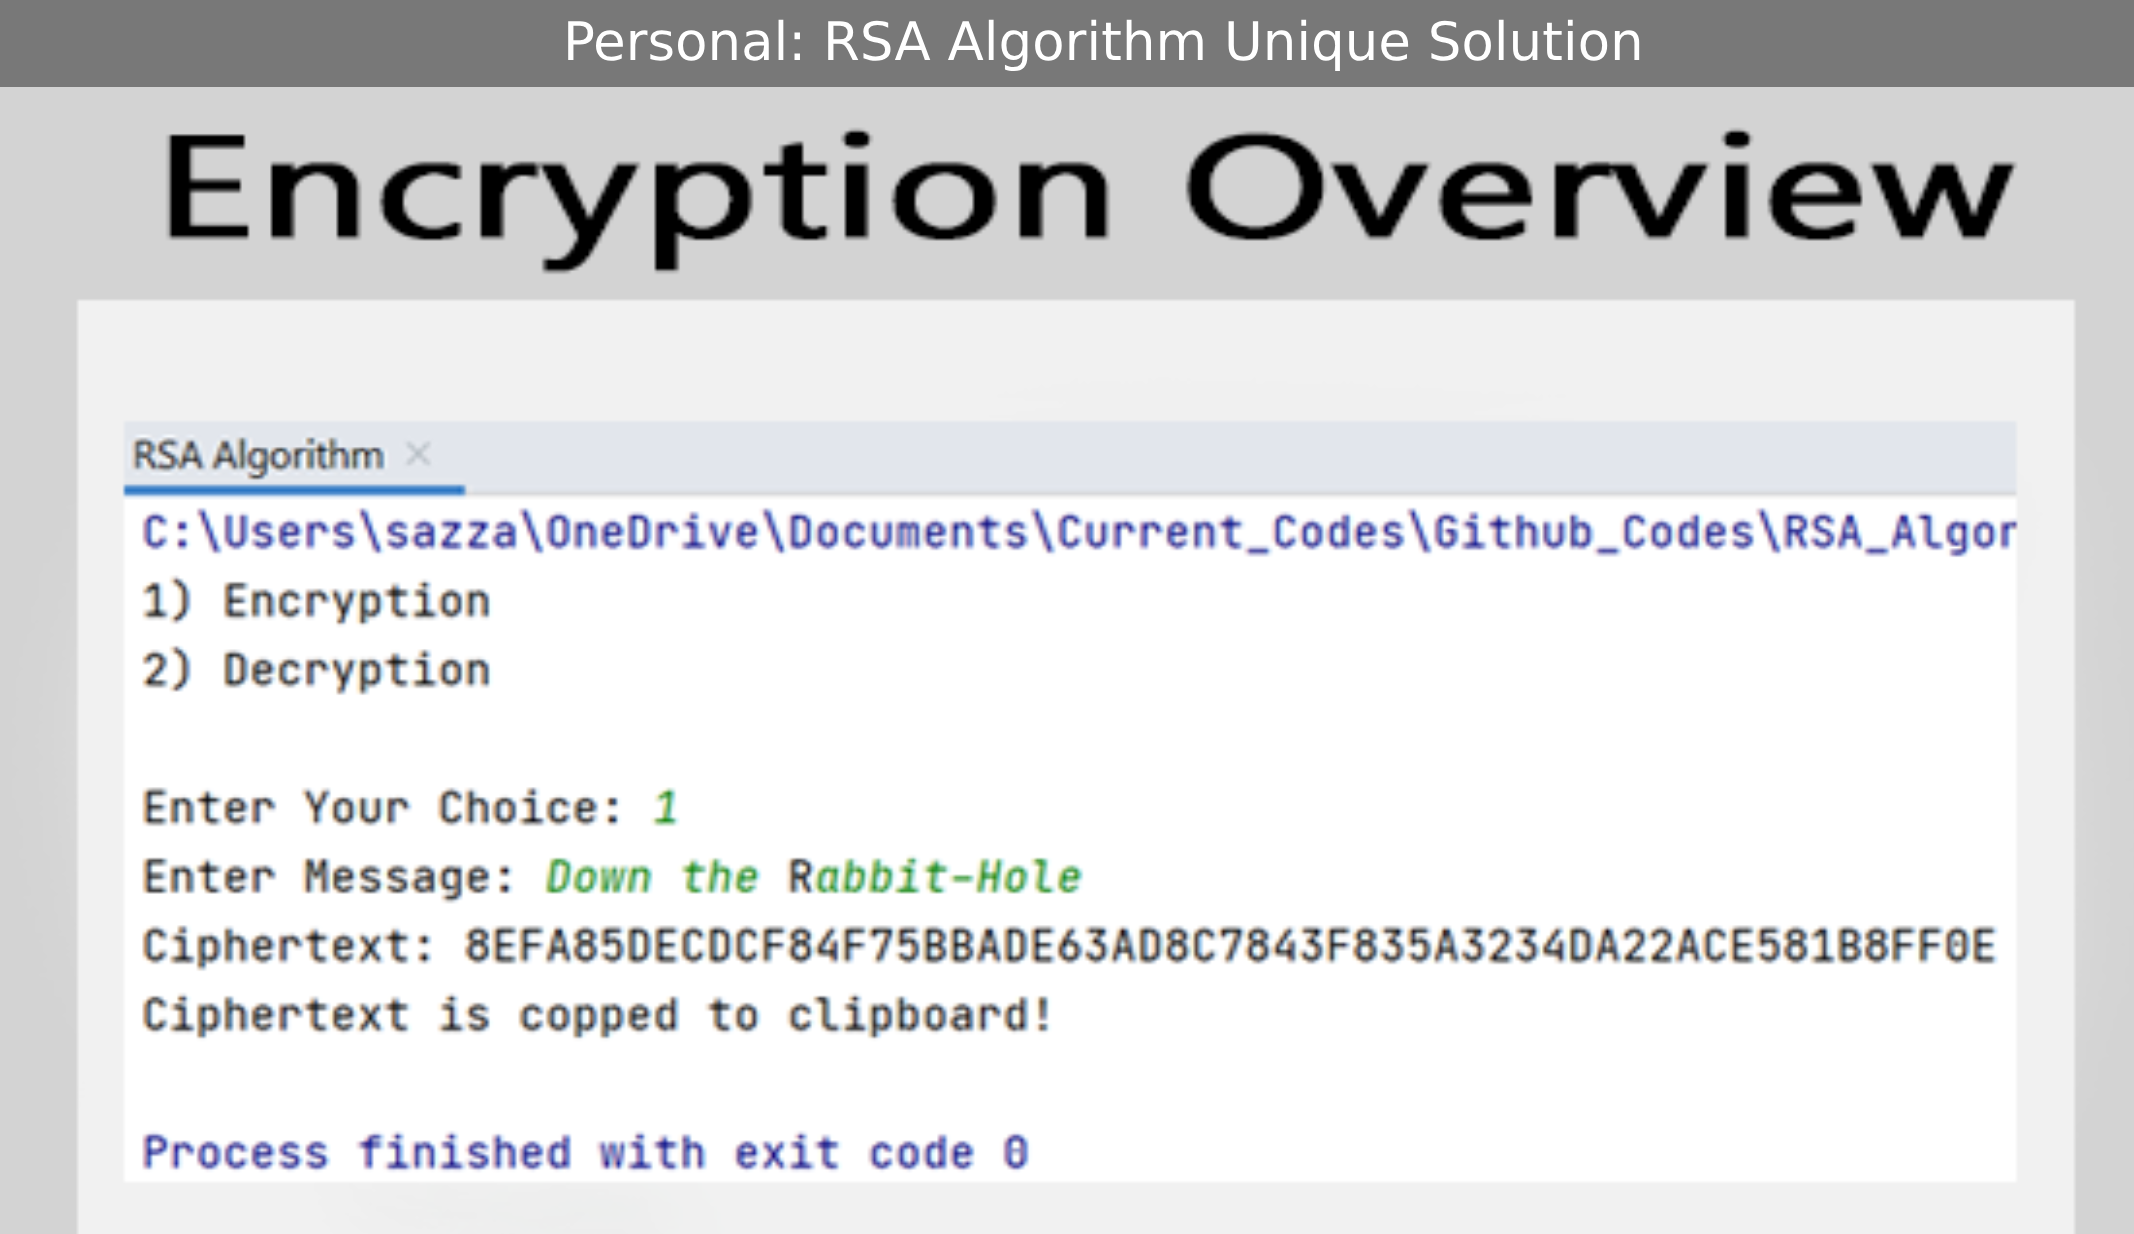 Personal: RSA Algorithm Unique Solution
Encryption Overview
RSA Algorithm
C:\Users\sazza\OneDrive\Documents\Current_Codes\Github_Codes\RSA_Algor
1) Encryption
2) Decryption
Enter Your Choice: 1
Enter Message: Down the Rabbit-Hole
Ciphertext: 8EFA85DECDCF84F75BBADE63AD8C7843F835A3234DA22ACE581B8FF0E
Ciphertext is copped to clipboard!
Process finished with exit code 0